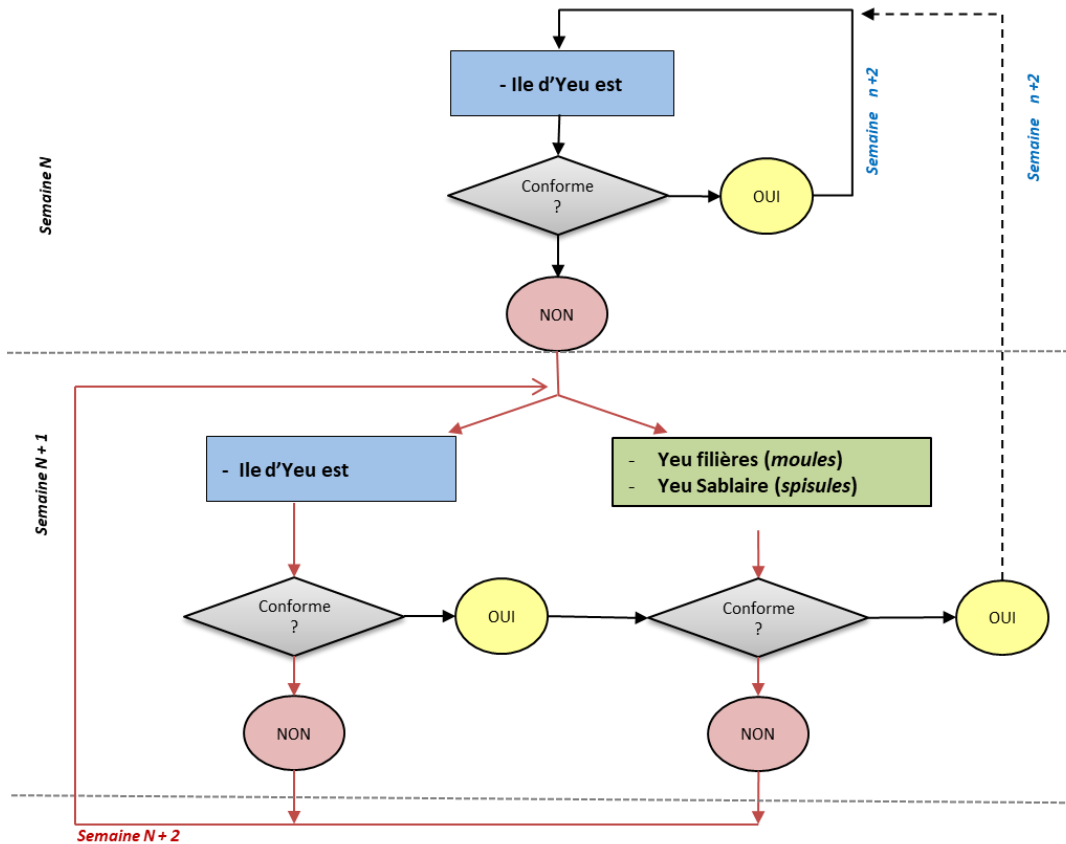 - Ile d'Yeu est
Semaine n +2
Semaine n +2
Semaine N
Conforme
?
OUI
NON
Semaine N + 1
- Ile d'Yeu est
- Yeu filières (moules)
- Yeu Sablaire (spisules)
Conforme
?
OUI
Conforme
?
OUI
NON
NON
Semaine N + 2